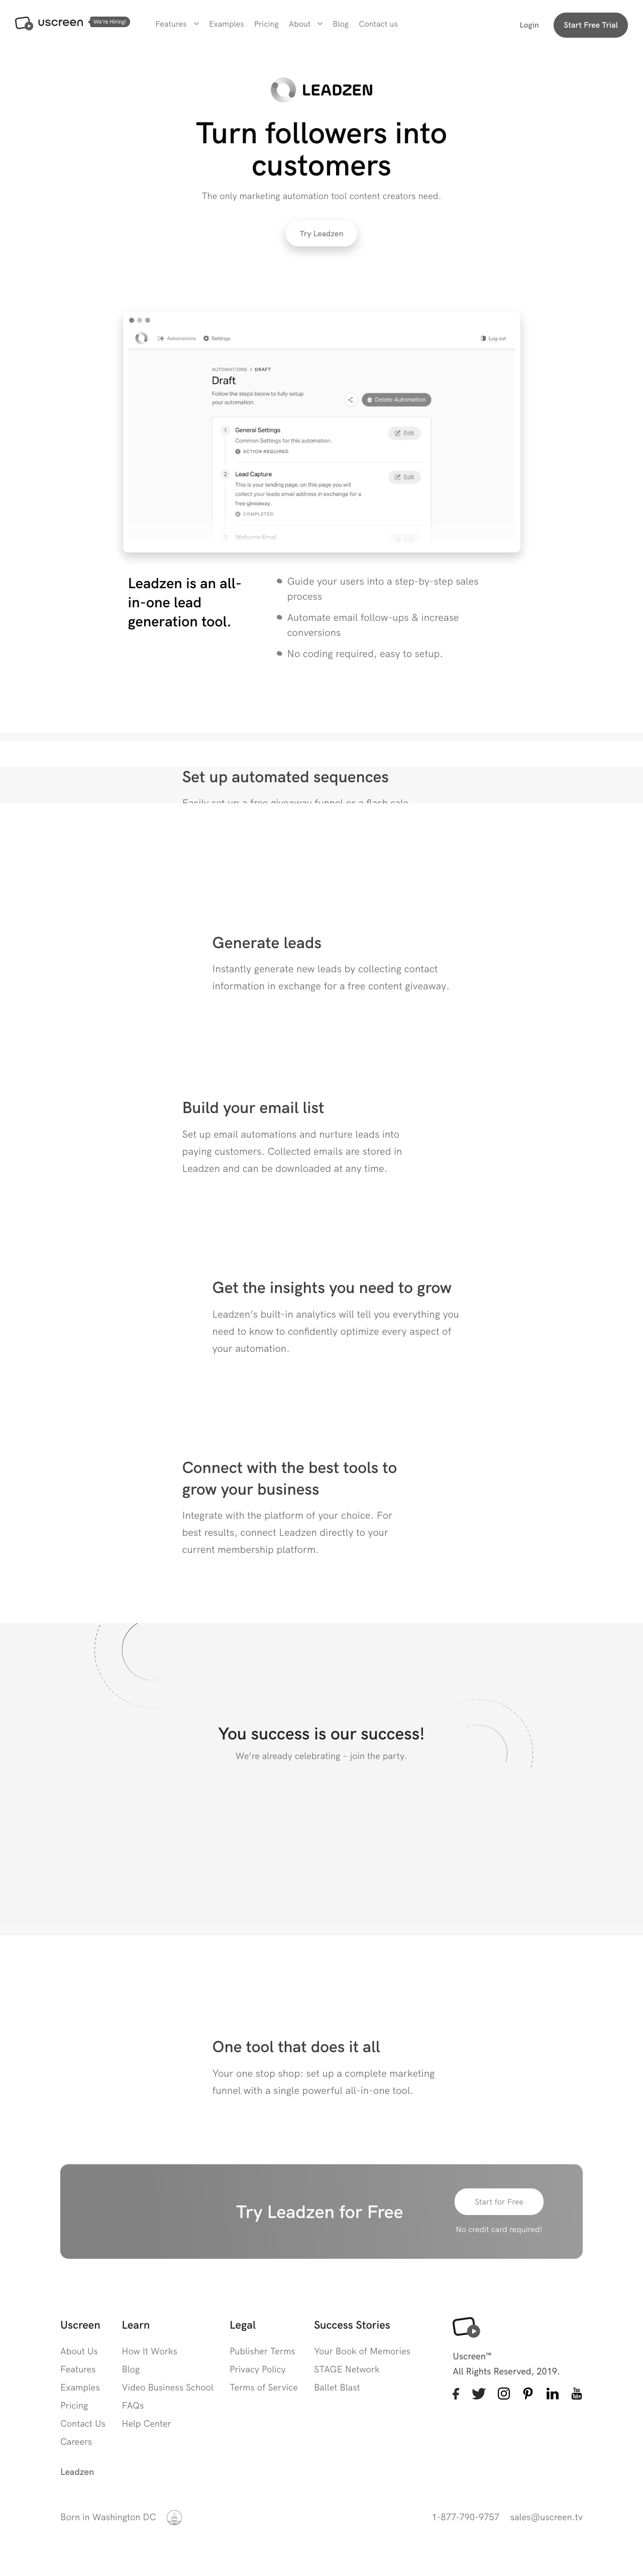 uscreen
We're Hiring!
Features
Examples
Pricing
About
Blog
Contact us
Login
Start Free Trial
LEADZEN
Turn followers into
customers
The only marketing automation tool content creators need.
Try Leadzen
Automations
Settings
Log out
AUTOMATIONS > DRAFT
Draft
Follow the steps below to fully setup
your automation.
Delete Automation
1 General Settings
Edit
Common Settings for this automation.
ACTION REQUIRED
2 Lead Capture
Edit
This is your landing page, on this page you will
collect your leads email address in exchange for a
free giveaway.
COMPLETED
3 Welcome Email
Leadzen is an all-
in-one lead
generation tool.
Guide your users into a step-by-step sales
process
Automate email follow-ups & increase
conversions
No coding required, easy to setup.
Set up automated sequences
Easily set up a free giveaway funnel or a flash sale
Generate leads
Instantly generate new leads by collecting contact
information in exchange for a free content giveaway.
Build your email list
Set up email automations and nurture leads into
paying customers. Collected emails are stored in
Leadzen and can be downloaded at any time.
Get the insights you need to grow
Leadzen's built-in analytics will tell you everything you
need to know to confidently optimize every aspect of
your automation.
Connect with the best tools to
grow your business
Integrate with the platform of your choice. For
best results, connect Leadzen directly to your
current membership platform.
You success is our success!
We're already celebrating – join the party.
One tool that does it all
Your one stop shop: set up a complete marketing
funnel with a single powerful all-in-one tool.
Try Leadzen for Free
Start for Free
No credit card required!
Uscreen
About Us
Features
Examples
Pricing
Contact Us
Careers
Leadzen
Learn
How It Works
Blog
Video Business School
FAQs
Help Center
Legal
Publisher Terms
Privacy Policy
Terms of Service
Success Stories
Your Book of Memories
STAGE Network
Ballet Blast
Uscreen™
All Rights Reserved, 2019.
Born in Washington DC
1-877-790-9757
sales@uscreen.tv